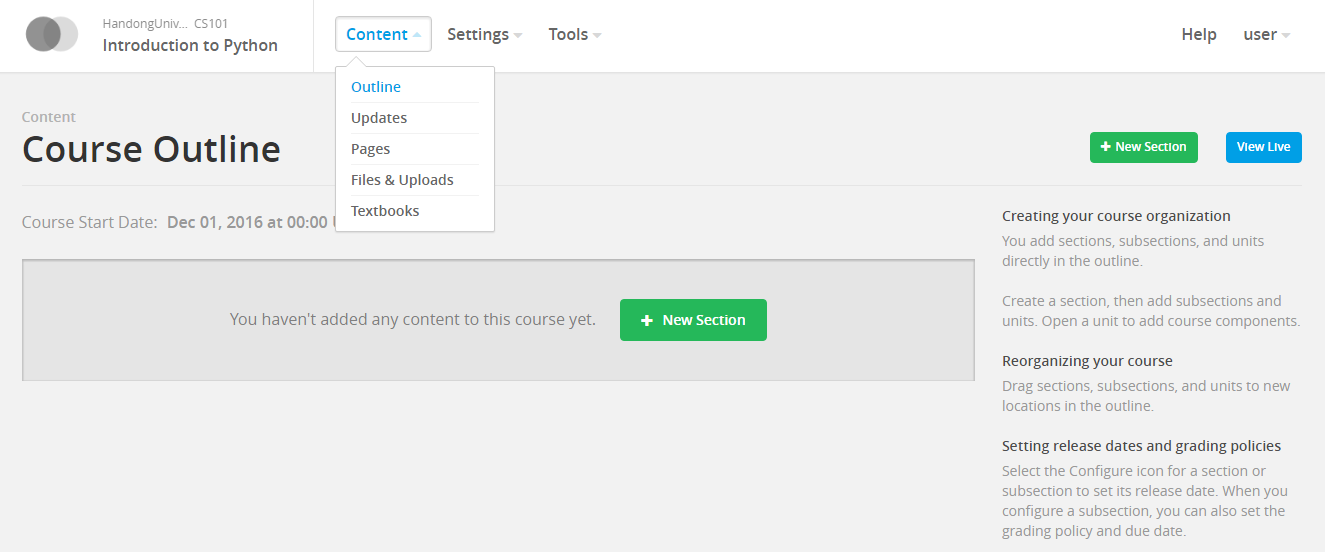 HandongUniv... CS101
Introduction to Python
Content
Settings
Tools
Help
user
Outline
Updates
Pages
Files & Uploads
Textbooks
Content
Course Outline
New Section
View Live
Course Start Date: Dec 01, 2016 at 00:00
You haven't added any content to this course yet.
New Section
Creating your course organization
You add sections, subsections, and units
directly in the outline.
Create a section, then add subsections and
units. Open a unit to add course components.
Reorganizing your course
Drag sections, subsections, and units to new
locations in the outline.
Setting release dates and grading policies
Select the Configure icon for a section or
subsection to set its release date. When you
configure a subsection, you can also set the
grading policy and due date.